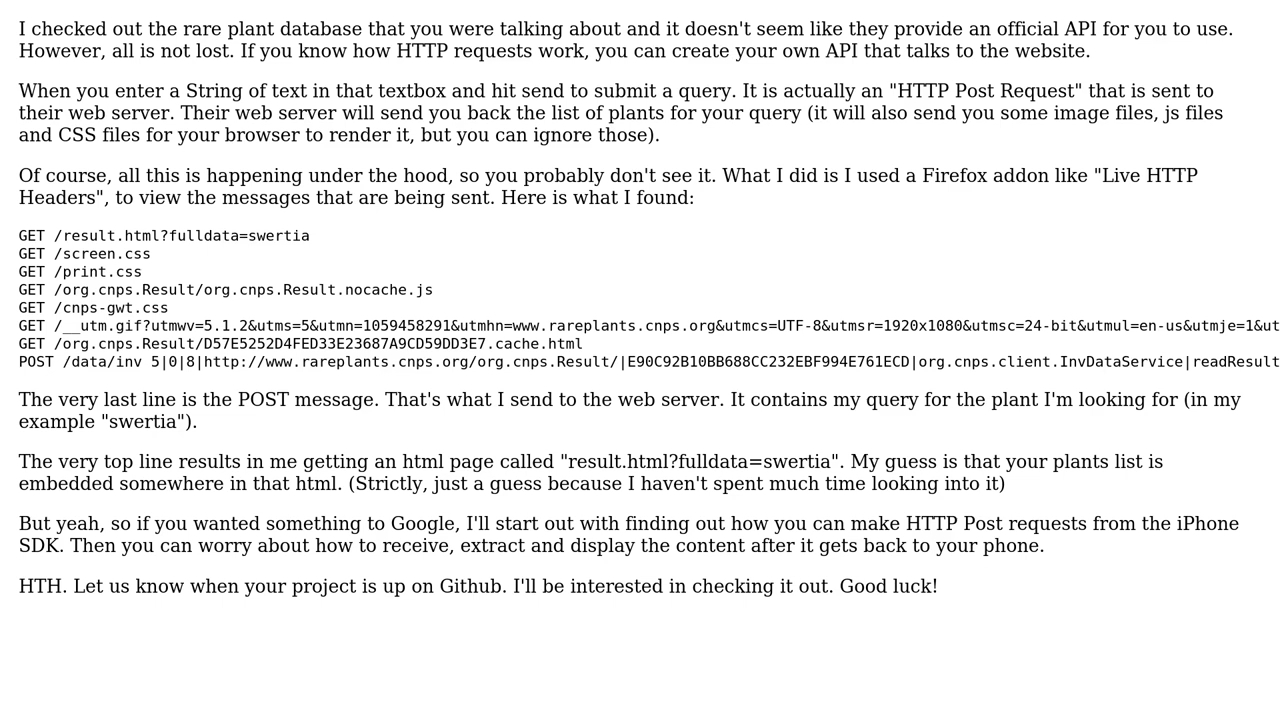 I checked out the rare plant database that you were talking about and it doesn't seem like they provide an official API for you to use.
However, all is not lost. If you know how HTTP requests work, you can create your own API that talks to the website.
When you enter a String of text in that textbox and hit send to submit a query. It is actually an "HTTP Post Request" that is sent to
their web server. Their web server will send you back the list of plants for your query (it will also send you some image files, js files
and CSS files for your browser to render it, but you can ignore those).
Of course, all this is happening under the hood, so you probably don't see it. What I did is I used a Firefox addon like "Live HTTP
Headers", to view the messages that are being sent. Here is what I found:
GET /result.html?fulldata=swertia
GET /screen.css
GET /print.css
GET /org.cnps.Result/org.cnps.Result.nocache.js
GET /cnps-gwt.css
GET /__utm.gif?utmwv=5.1.2&utms=5&utmn=1059458291&utmhn=www.rareplants.cnps.org&utmcs=UTF-8&utmsr=1920x1080&utmsc=24-bit&utmul=en-us&utmje=1&ut
GET /org.cnps.Result/D57E5252D4FED33E23687A9CD59DD3E7.cache.html
POST /data/inv 5|0|8|http://www.rareplants.cnps.org/org.cnps.Result/|E90C92B10BB688CC232EBF994E761ECD|org.cnps.client.InvDataService|readResult
The very last line is the POST message. That's what I send to the web server. It contains my query for the plant I'm looking for (in my
example "swertia").
The very top line results in me getting an html page called "result.html?fulldata=swertia". My guess is that your plants list is
embedded somewhere in that html. (Strictly, just a guess because I haven't spent much time looking into it)
But yeah, so if you wanted something to Google, I'll start out with finding out how you can make HTTP Post requests from the iPhone
SDK. Then you can worry about how to receive, extract and display the content after it gets back to your phone.
HTH. Let us know when your project is up on Github. I'll be interested in checking it out. Good luck!